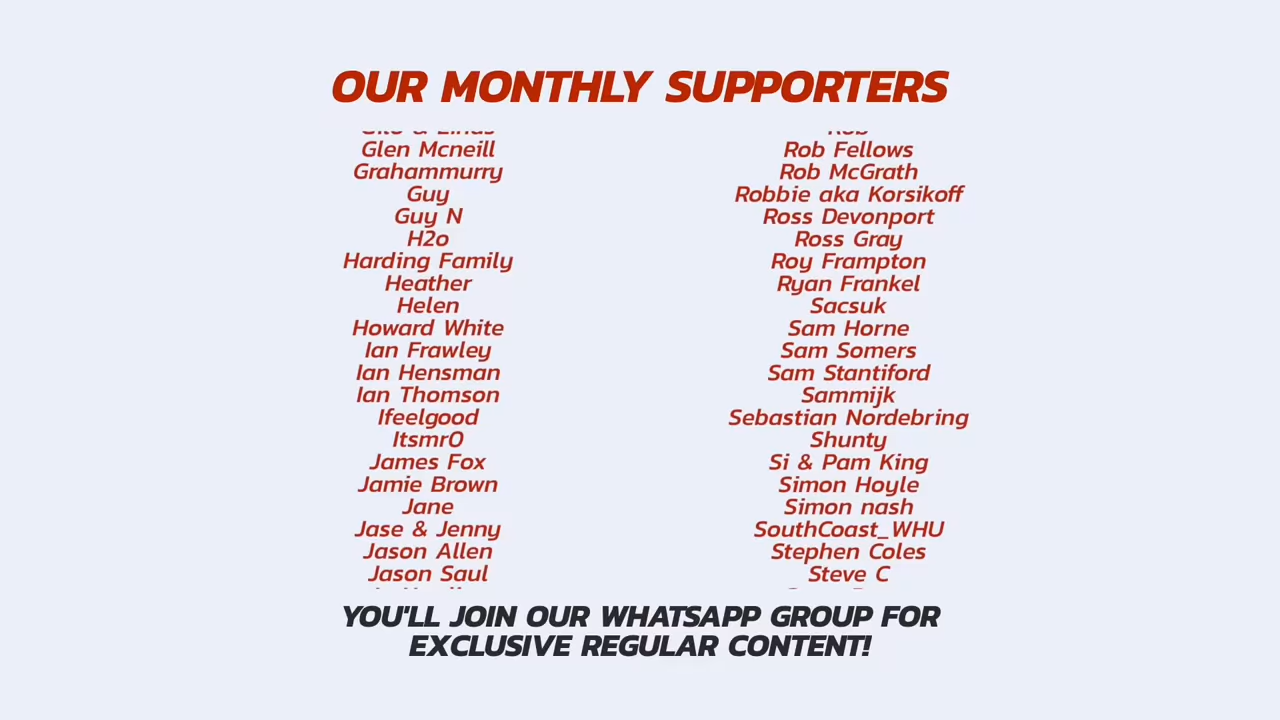 OUR MONTHLY SUPPORTERS
Glen Mcneill
Grahammurry
Guy
Guy N
H2o
Harding Family
Heather
Helen
Howard White
Ian Frawley
Ian Hensman
Ian Thomson
Ifeelgood
Itsmr0
James Fox
Jamie Brown
Jane
Jase & Jenny
Jason Allen
Jason Saul
Rob
Rob Fellows
Rob McGrath
Robbie aka Korsikoff
Ross Devonport
Ross Gray
Roy Frampton
Ryan Frankel
Sacsuk
Sam Horne
Sam Somers
Sam Stantiford
Sammijk
Sebastian Nordebring
Shunty
Si & Pam King
Simon Hoyle
Simon nash
SouthCoast_WHU
Stephen Coles
Steve C
YOU'LL JOIN OUR WHATSAPP GROUP FOR
EXCLUSIVE REGULAR CONTENT!